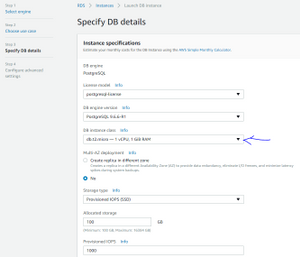 RDS > Instances > Launch DB instance
Step 1
Select engine
Step 2
Choose use case
Step 3
Specify DB details
Step 4
Configure advanced settings
Specify DB details
Instance specifications
Estimate your monthly costs for the DB Instance using the AWS Simple Monthly Calculator.
DB engine
PostgreSQL
License model Info
postgresql-license
DB engine version Info
DB instance class Info
db.t2.micro — 1 vCPU, 1 GiB RAM
Multi-AZ deployment Info
Create replica in different zone
Creates a replica in a different Availability Zone (AZ) to provide data redundancy, eliminate I/O freezes, and minimize latency spikes during system backups.
No
Storage type Info
Provisioned IOPS (SSD)
Allocated storage
100 GB
Provisioned IOPS Info
1000